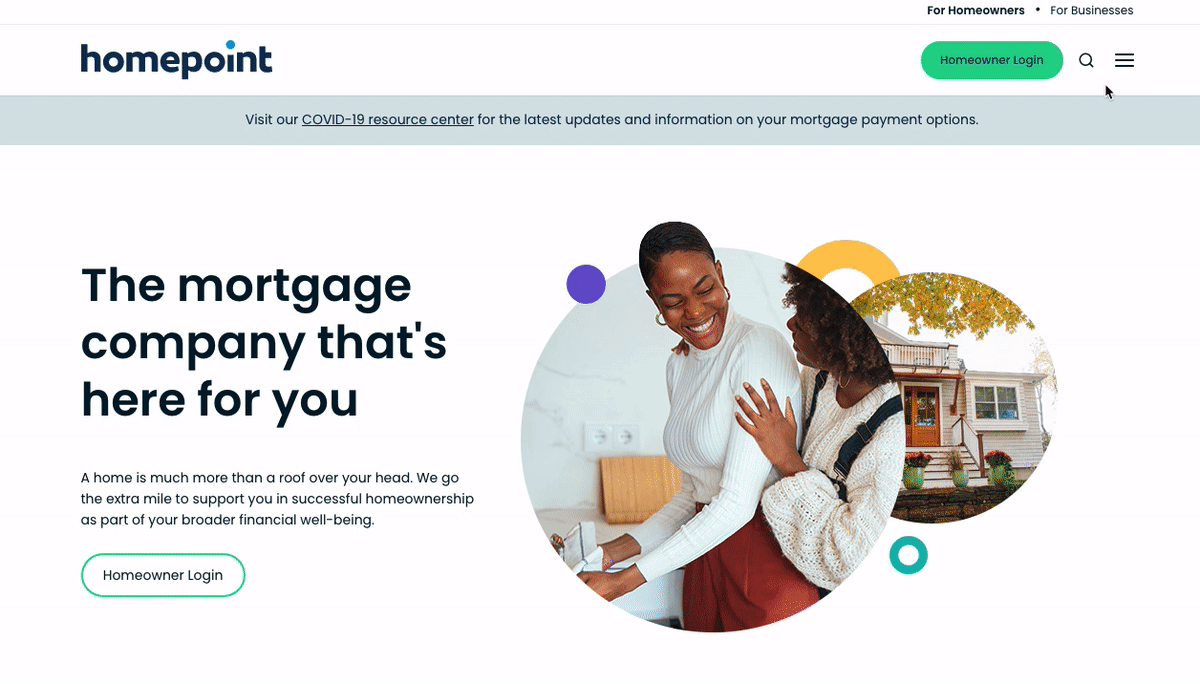 For Homeowners • For Businesses
homepoint
Homeowner Login
Visit our COVID-19 resource center for the latest updates and information on your mortgage payment options.
The mortgage
company that's
here for you
A home is much more than a roof over your head. We go
the extra mile to support you in successful homeownership
as part of your broader financial well-being.
Homeowner Login